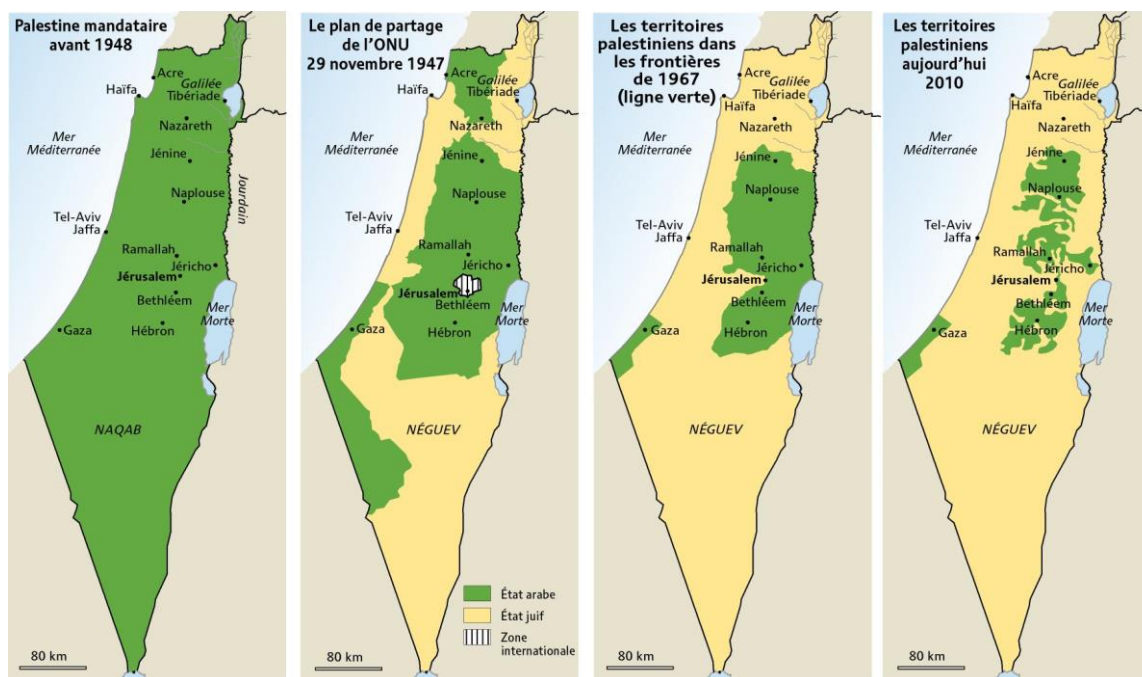 Palestine mandataire
avant 1948
Acre
Haïfa
Galilée
Tibériade
Nazareth
Mer
Méditerranée
Jénine
Jourdain
Naplouse
Tel-Aviv
Jaffa
Ramallah
Jéricho
Jérusalem
Bethléem
Mer
Morte
Gaza
Hébron
NAQAB
80 km
Le plan de partage
de l'ONU
29 novembre 1947
Acre
Haïfa
Galilée
Tibériade
Nazareth
Mer
Méditerranée
Jénine
Naplouse
Tel-Aviv
Jaffa
Ramallah
Jéricho
Jérusalem
Bethléem
Mer
Morte
Gaza
Hébron
NÉGUEV
État arabe
État juif
Zone
internationale
80 km
Les territoires
palestiniens dans
les frontières
de 1967
(ligne verte)
Acre
Galilée
Tibériade
Haïfa
Nazareth
Mer
Méditerranée
Jénine
Naplouse
Tel-Aviv
Jaffa
Ramallah
Jéricho
Jérusalem
Bethléem
Mer
Morte
Gaza
Hébron
NÉGUEV
80 km
Les territoires
palestiniens
aujourd'hui
2010
Acre
Galilée
Tibériade
Haïfa
Nazareth
Mer
Méditerranée
Jénine
Naplouse
Tel-Aviv
Jaffa
Ramallah
Jéricho
Jérusalem
Bethléem
Mer
Morte
Gaza
Hébron
NÉGUEV
80 km